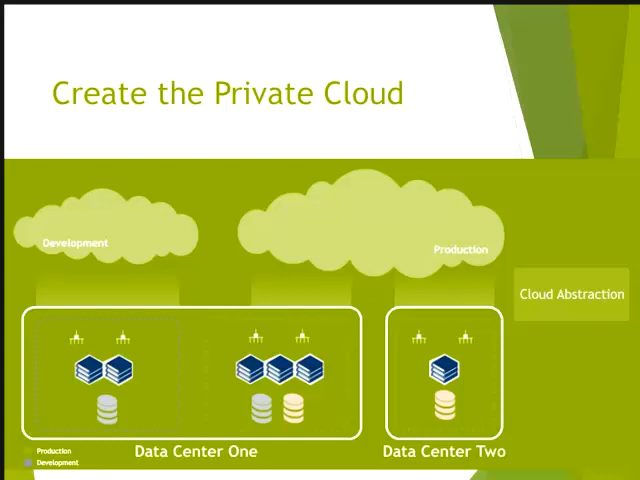 Create the Private Cloud
Development
Production
Cloud Abstraction
Data Center One
Data Center Two
Production
Development